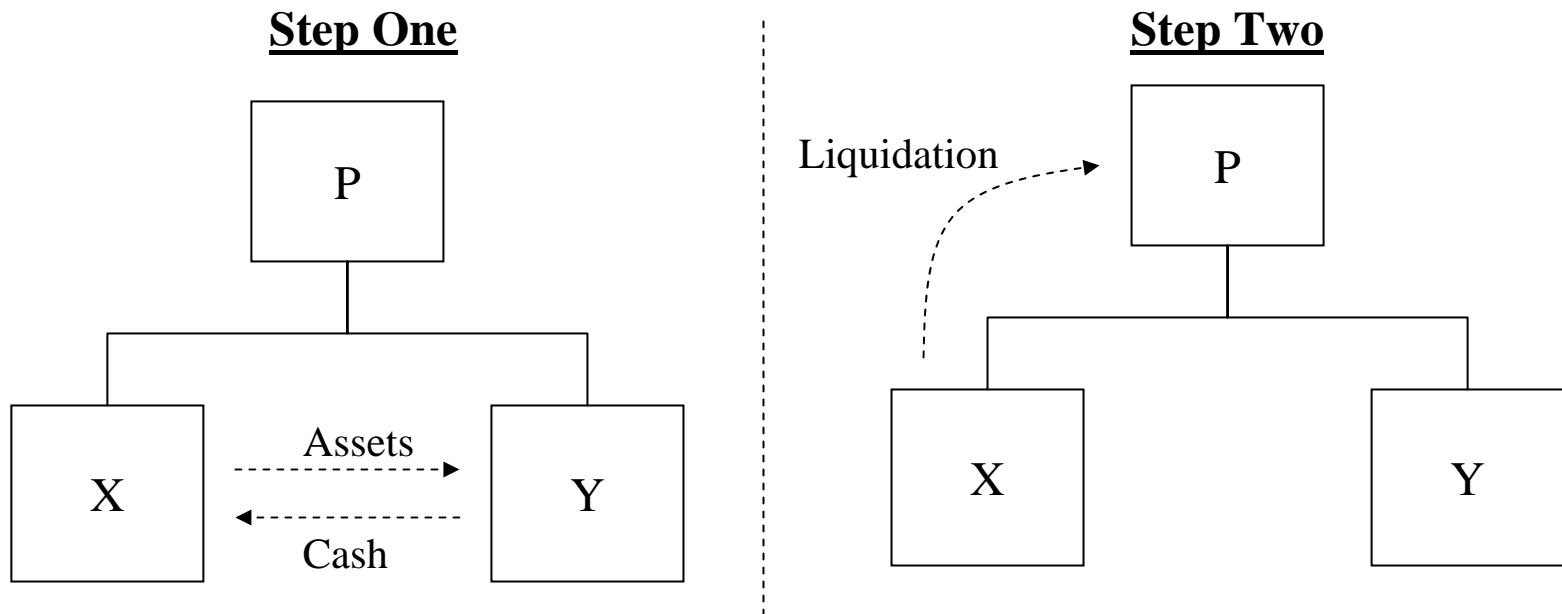 Step One
P
X
Assets
Cash
Y
Step Two
Liquidation
P
X
Y